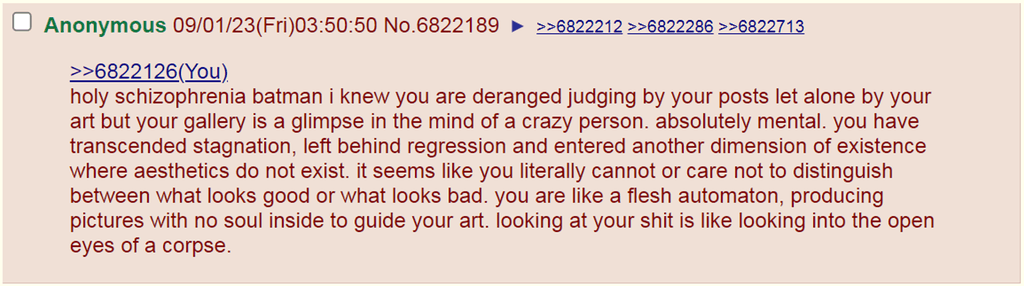 Anonymous 09/01/23(Fri)03:50:50 No.6822189 ► >>6822212 >>6822286 >>6822713
>>6822126(You)
holy schizophrenia batman i knew you are deranged judging by your posts let alone by your
art but your gallery is a glimpse in the mind of a crazy person. absolutely mental. you have
transcended stagnation, left behind regression and entered another dimension of existence
where aesthetics do not exist. it seems like you literally cannot or care not to distinguish
between what looks good or what looks bad. you are like a flesh automaton, producing
pictures with no soul inside to guide your art. looking at your shit is like looking into the open
eyes of a corpse.